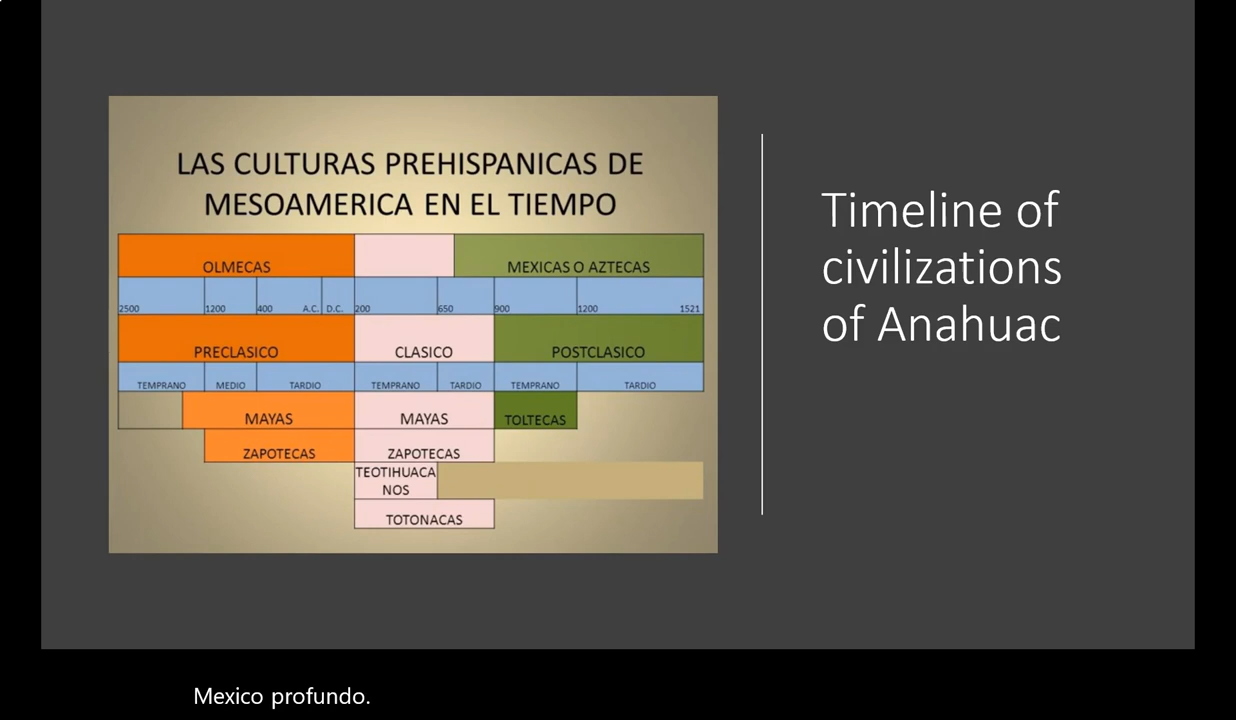 LAS CULTURAS PREHISPANICAS DE
MESOAMERICA EN EL TIEMPO
OLMECAS
MEXICAS O AZTECAS
2500 1200 400 A.C. D.C. 200 650 900 1200 1521
PRECLASICO CLASICO POSTCLASICO
TEMPRANO MEDIO TARDIO TEMPRANO TARDIO TEMPRANO TARDIO
MAYAS MAYAS TOLTECAS
ZAPOTECAS ZAPOTECAS
TEOTIHUACA
NOS
TOTONACAS
Timeline of
civilizations
of Anahuac
Mexico profundo.